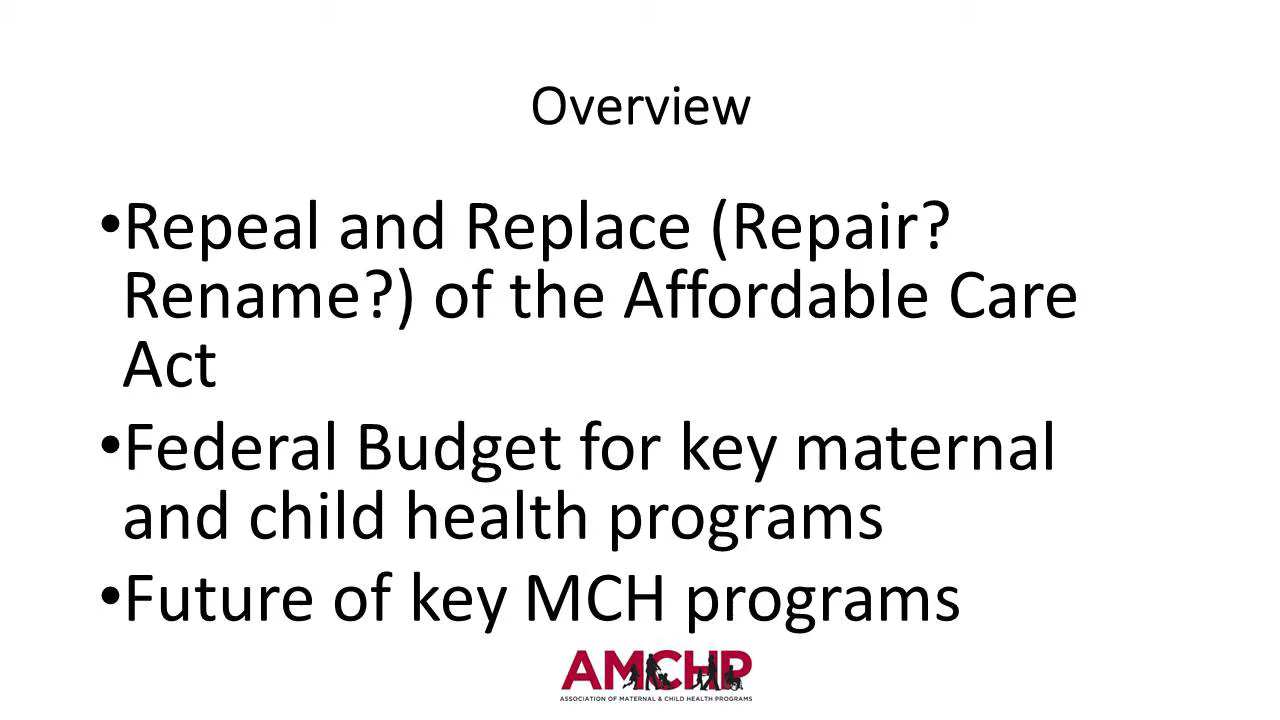 Overview
•Repeal and Replace (Repair?
Rename?) of the Affordable Care
Act
•Federal Budget for key maternal
and child health programs
•Future of key MCH programs
AMCHP
ASSOCIATION OF MATERNAL & CHILD HEALTH PROGRAMS